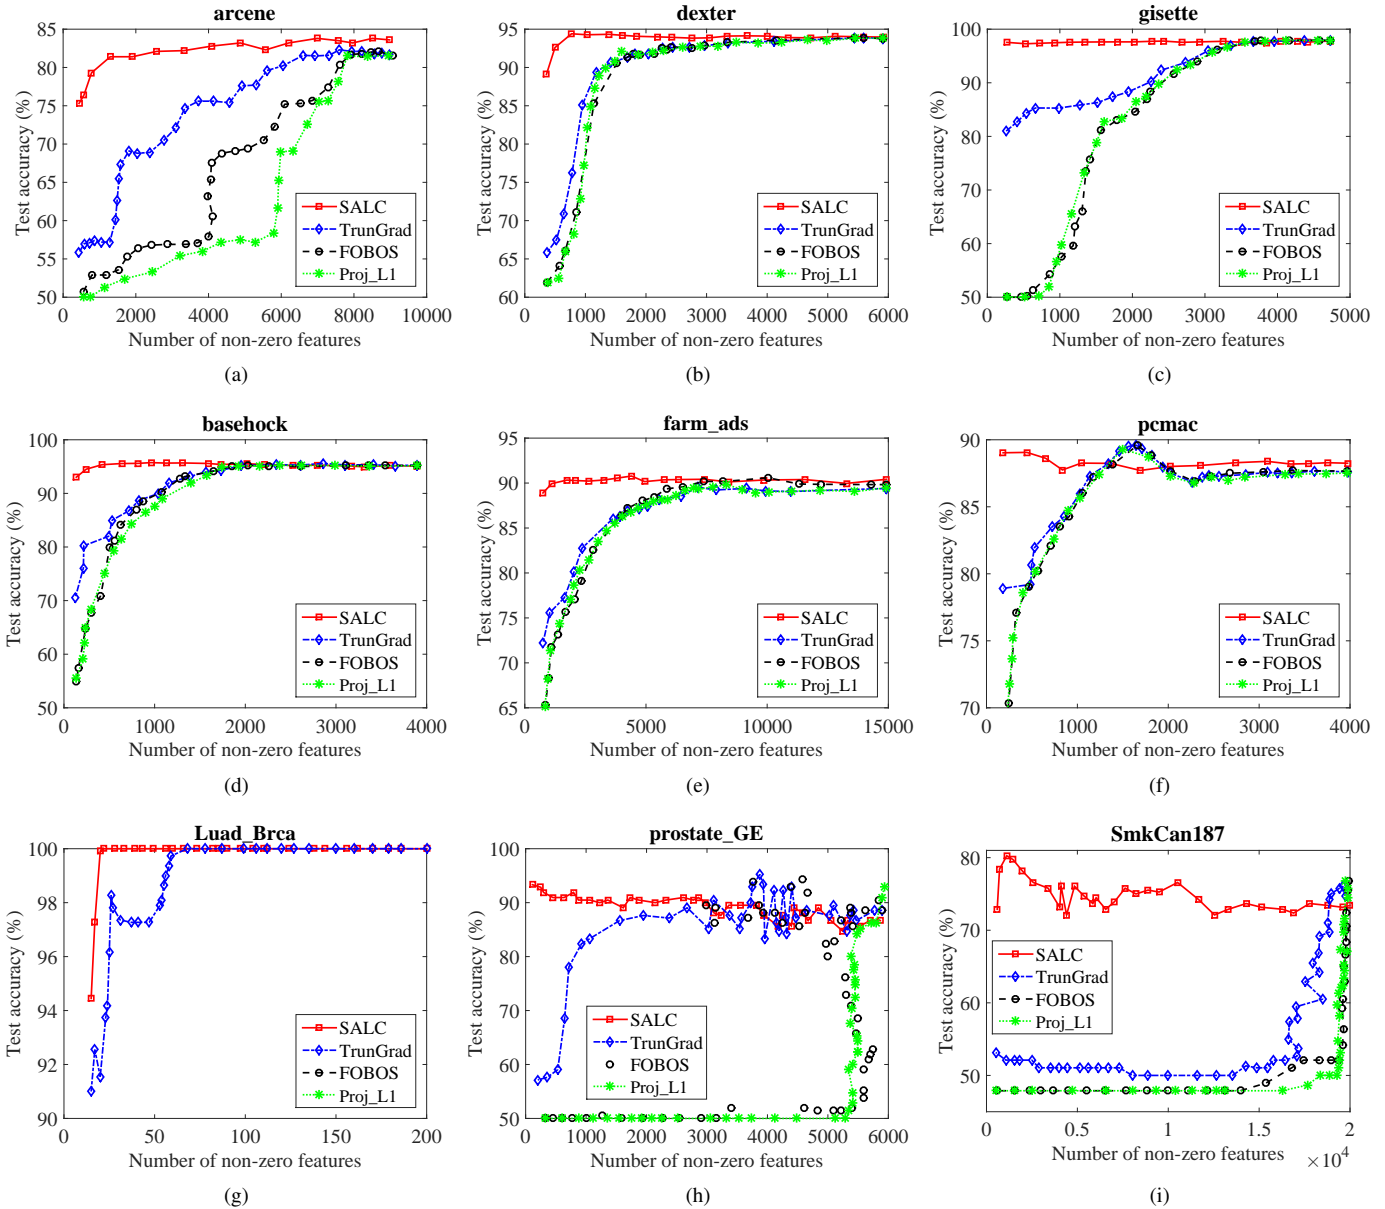 arcene
Test accuracy (%)
85
80
75
70
65
60
55
50
SALC
TrunGrad
FOBOS
Proj_L1
0 2000 4000 6000 8000 10000
Number of non-zero features
(a)
dexter
Test accuracy (%)
95
90
85
80
75
70
65
60
SALC
TrunGrad
FOBOS
Proj_L1
0 1000 2000 3000 4000 5000 6000
Number of non-zero features
(b)
gisette
Test accuracy (%)
100
90
80
70
60
50
SALC
TrunGrad
FOBOS
Proj_L1
0 1000 2000 3000 4000 5000
Number of non-zero features
(c)
basehock
Test accuracy (%)
100
90
80
70
60
50
SALC
TrunGrad
FOBOS
Proj_L1
0 1000 2000 3000 4000
Number of non-zero features
(d)
farm_ads
Test accuracy (%)
95
90
85
80
75
70
65
SALC
TrunGrad
FOBOS
Proj_L1
0 5000 10000 15000
Number of non-zero features
(e)
pcmac
Test accuracy (%)
90
85
80
75
70
SALC
TrunGrad
FOBOS
Proj_L1
0 1000 2000 3000 4000
Number of non-zero features
(f)
Luad_Brca
Test accuracy (%)
100
98
96
94
92
90
SALC
TrunGrad
FOBOS
Proj_L1
0 50 100 150 200
Number of non-zero features
(g)
prostate_GE
Test accuracy (%)
100
90
80
70
60
50
SALC
TrunGrad
FOBOS
Proj_L1
0 1000 2000 3000 4000 5000 6000
Number of non-zero features
(h)
SmkCan187
Test accuracy (%)
80
70
60
50
SALC
TrunGrad
FOBOS
Proj_L1
0 0.5 1 1.5 2
Number of non-zero features ×10^4
(i)